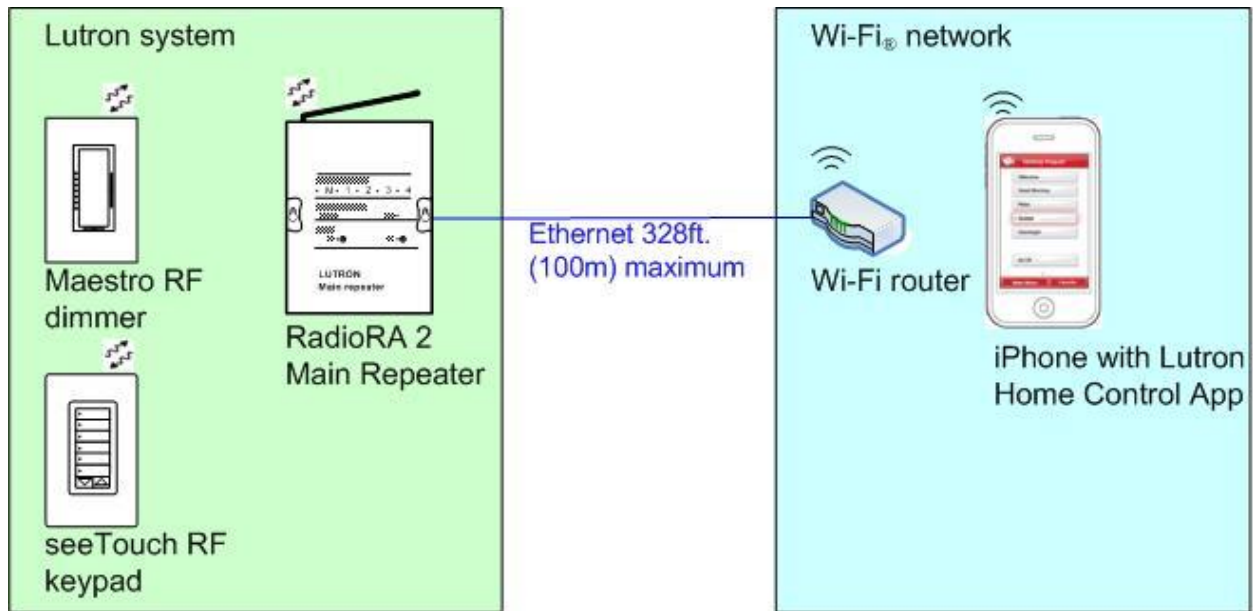 Lutron system
Maestro RF
dimmer
M • 1 • 2 • 3 • 4
LUTRON
Main repeater
RadioRA 2
Main Repeater
seeTouch RF
keypad
Ethernet 328ft.
(100m) maximum
Wi-Fi® network
Wi-Fi router
iPhone with Lutron
Home Control App